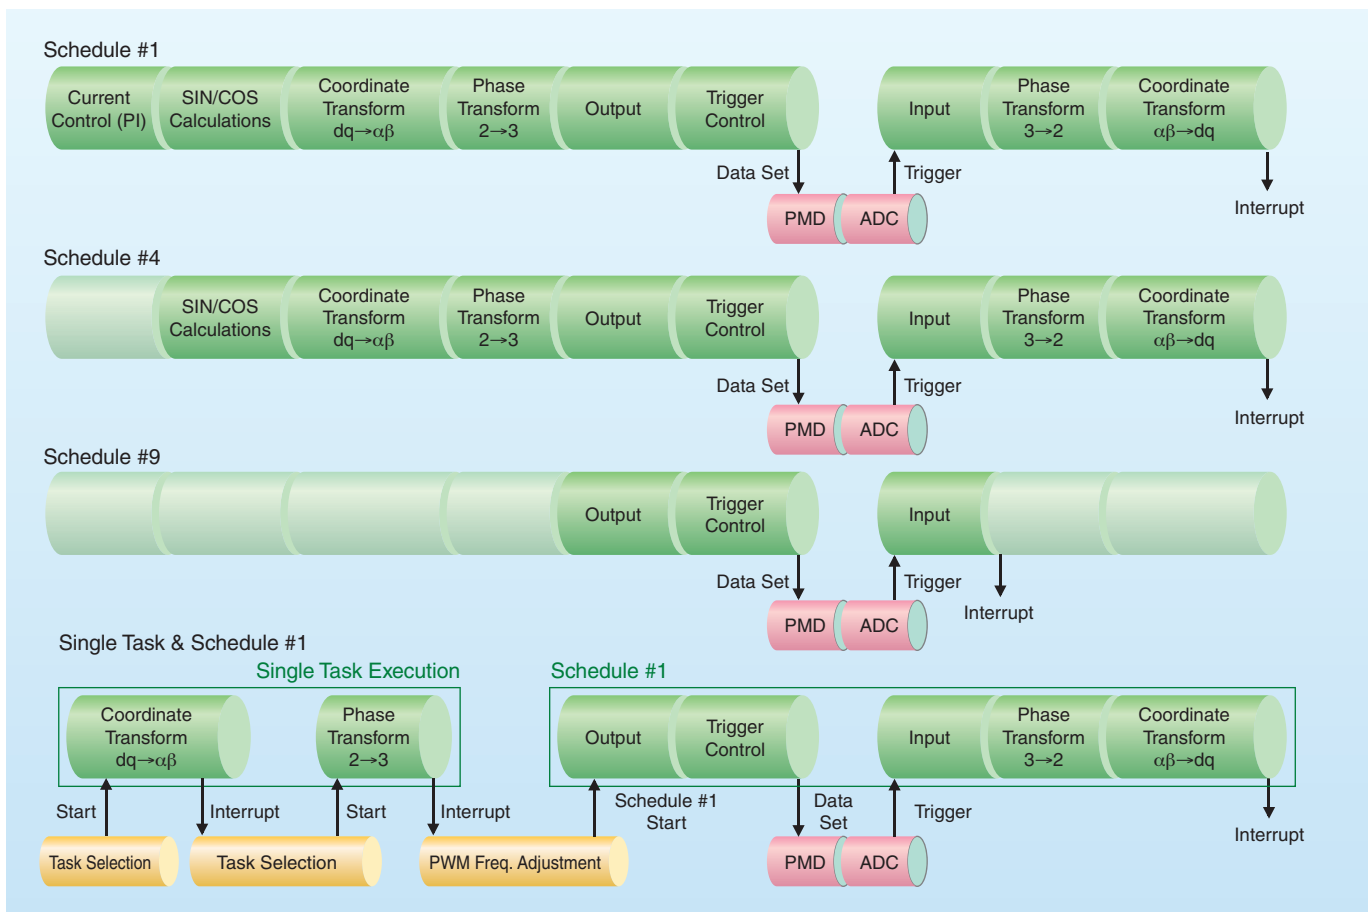 Schedule #1
Current
Control (PI)
SIN/COS
Calculations
Coordinate
Transform
dq→αβ
Phase
Transform
2→3
Output
Trigger
Control
Input
Phase
Transform
3→2
Coordinate
Transform
αβ→dq
Data Set
Trigger
PMD
ADC
Interrupt
Schedule #4
SIN/COS
Calculations
Coordinate
Transform
dq→αβ
Phase
Transform
2→3
Output
Trigger
Control
Input
Phase
Transform
3→2
Coordinate
Transform
αβ→dq
Data Set
Trigger
PMD
ADC
Interrupt
Schedule #9
Output
Trigger
Control
Input
Data Set
Trigger
PMD
ADC
Interrupt
Single Task & Schedule #1
Single Task Execution
Schedule #1
Coordinate
Transform
dq→αβ
Phase
Transform
2→3
Output
Trigger
Control
Input
Phase
Transform
3→2
Coordinate
Transform
αβ→dq
Start
Interrupt
Start
Interrupt
Schedule #1
Start
Data
Set
Trigger
Interrupt
Task Selection
Task Selection
PWM Freq. Adjustment
PMD
ADC